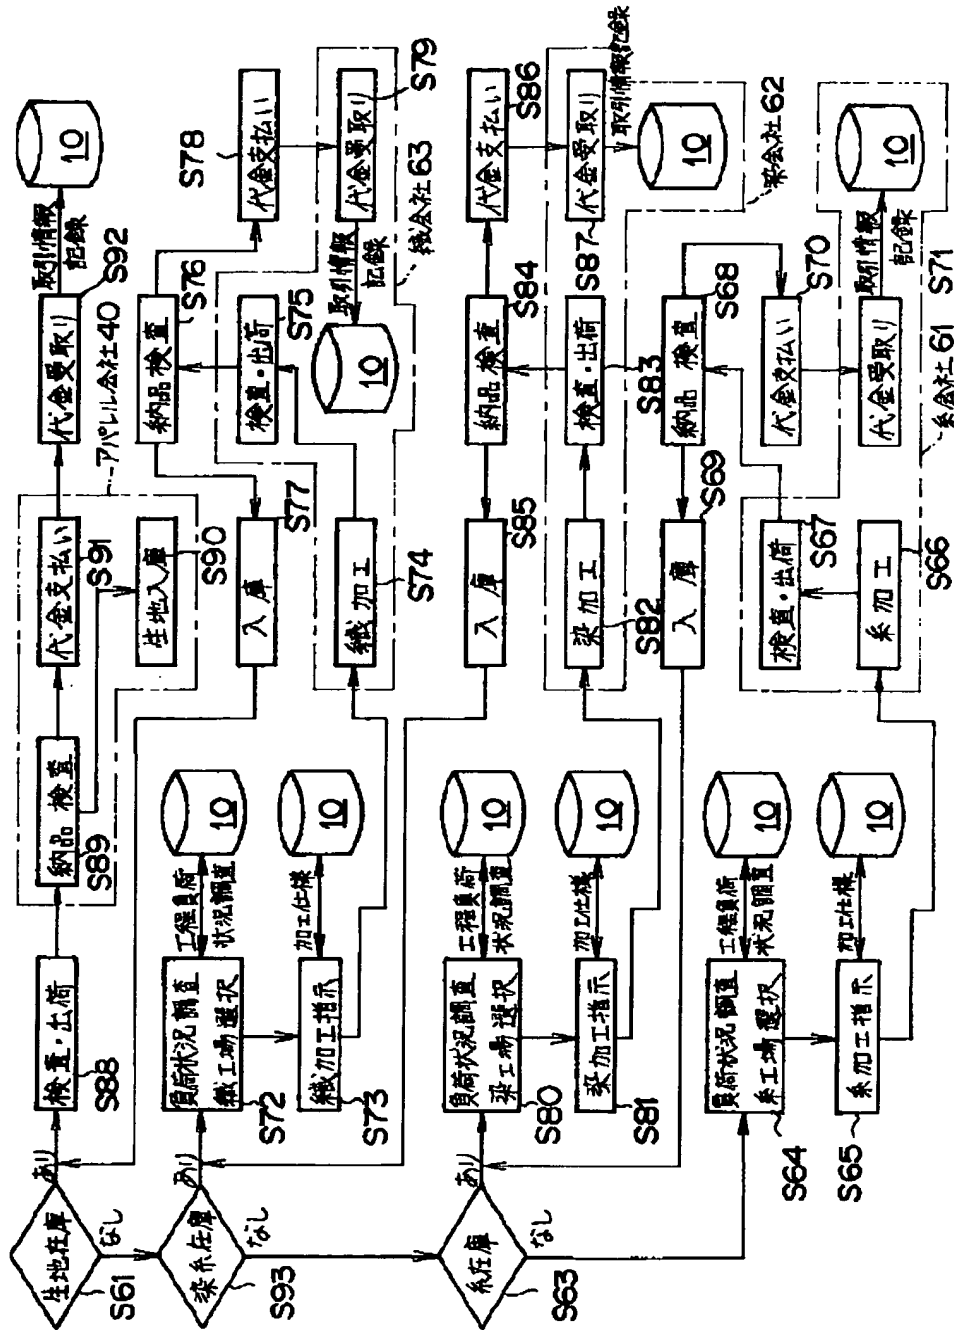 生地在庫
S61
あり
なし
検査・出荷
S88
納品検査
S89
代金支払い
S91
生地入庫
S90
アパレル会社40
代金受取り
S92
取引情報
記録
10
染糸在庫
S93
あり
なし
負荷状況調査
織工場選択
S72
工程負荷
状況調査
10
織加工指示
S73
加工仕様
10
織加工
S74
検査・出荷
S75
納品検査
S76
入庫
S77
代金支払い
S78
代金受取り
S79
取引情報
記録
10
織会社63
糸在庫
S63
あり
なし
負荷状況調査
染工場選択
S80
工程負荷
状況調査
10
染加工指示
S81
加工仕様
10
染加工
S82
検査・出荷
S83
納品検査
S84
入庫
S85
代金支払い
S86
代金受取り
S87
取引情報記録
10
染会社62
負荷状況調査
糸工場選択
S64
工程負荷
状況調査
10
糸加工指示
S65
加工仕様
10
糸加工
S66
検査・出荷
S67
納品検査
S68
入庫
S69
代金支払い
S70
代金受取り
S71
取引情報
記録
10
糸会社61